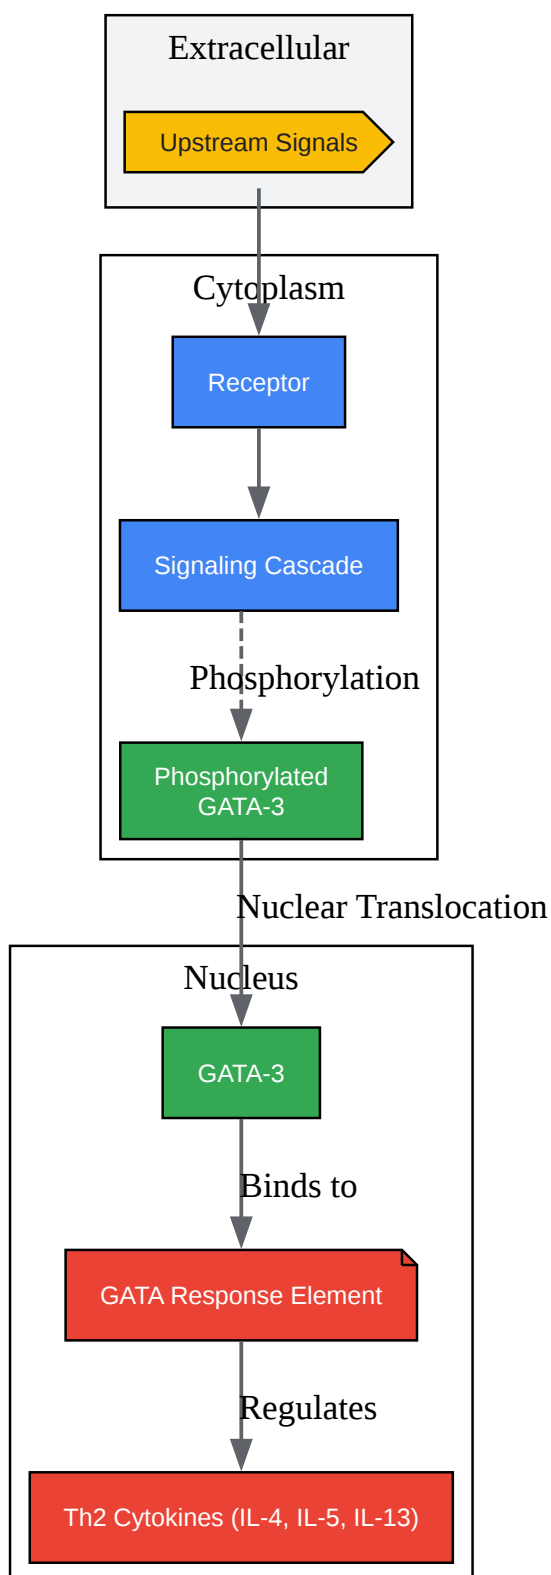 Extracellular
Upstream Signals
Cytoplasm
Receptor
Signaling Cascade
Phosphorylation
Phosphorylated
GATA-3
Nuclear Translocation
Nucleus
GATA-3
Binds to
GATA Response Element
Regulates
Th2 Cytokines (IL-4, IL-5, IL-13)